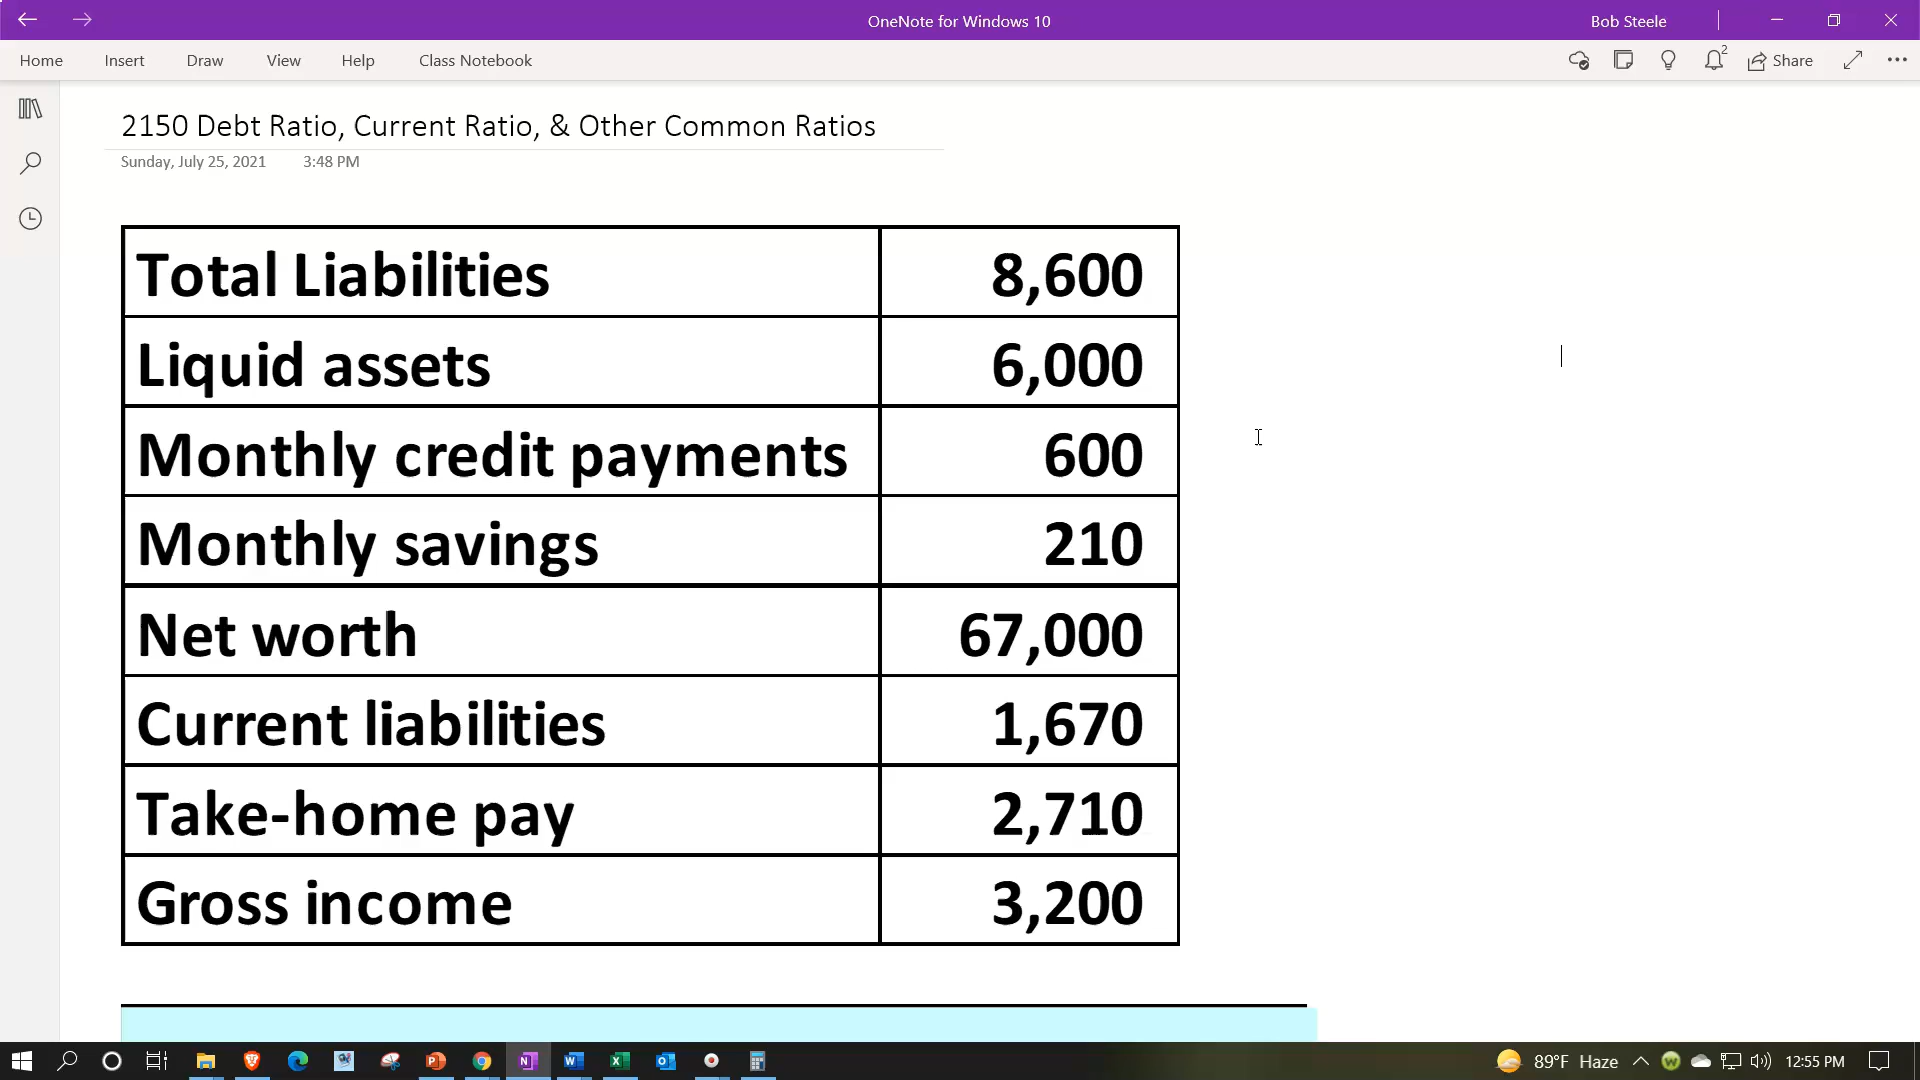 OneNote for Windows 10
Bob Steele
Home Insert Draw View Help Class Notebook
2
Share
2150 Debt Ratio, Current Ratio, & Other Common Ratios
Sunday, July 25, 2021 3:48 PM
Total Liabilities 8,600
Liquid assets 6,000
Monthly credit payments 600
Monthly savings 210
Net worth 67,000
Current liabilities 1,670
Take-home pay 2,710
Gross income 3,200
89°F Haze 12:55 PM